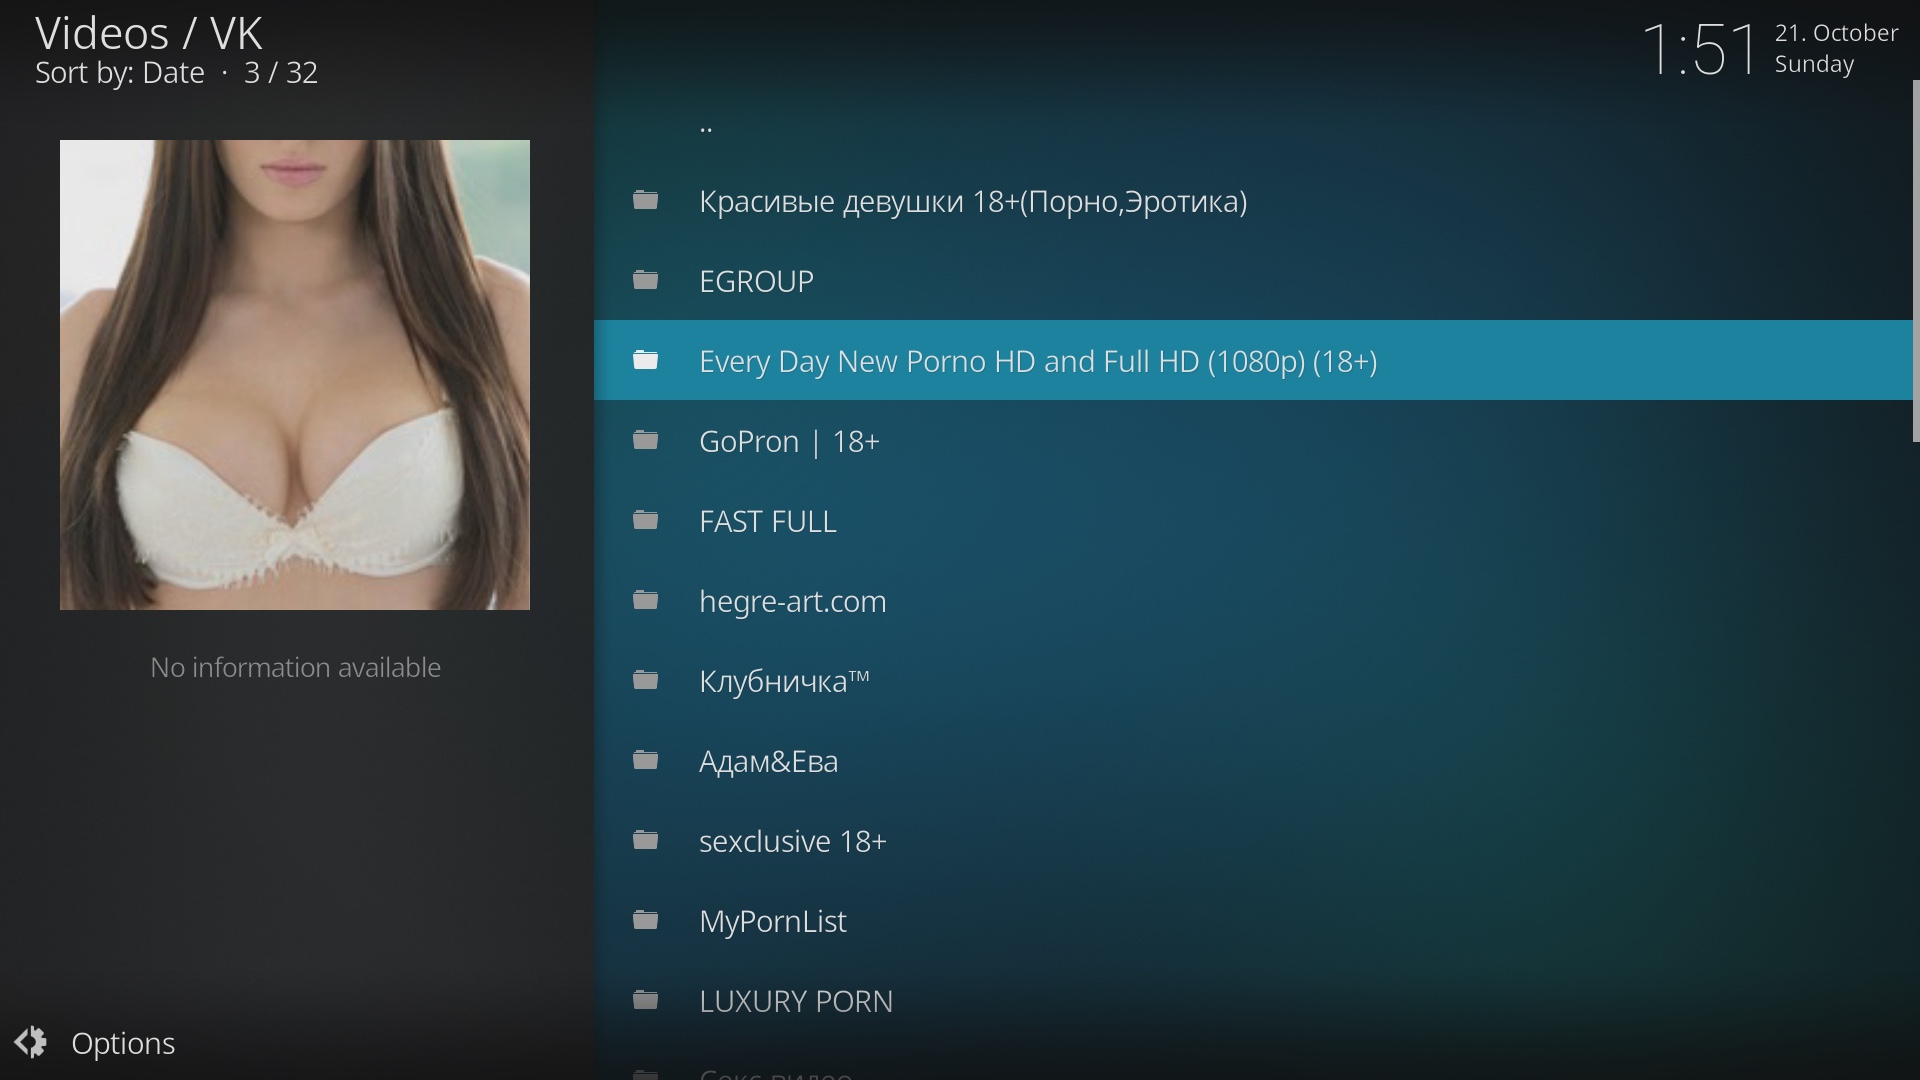 Videos / VK
Sort by: Date · 3 / 32
1:51
21. October
Sunday
..
Красивые девушки 18+(Порно,Эротика)
EGROUP
Every Day New Porno HD and Full HD (1080p) (18+)
GoPron | 18+
FAST FULL
hegre-art.com
Клубничка™
Адам&Ева
sexclusive 18+
MyPornList
LUXURY PORN
Секс видео
No information available
Options